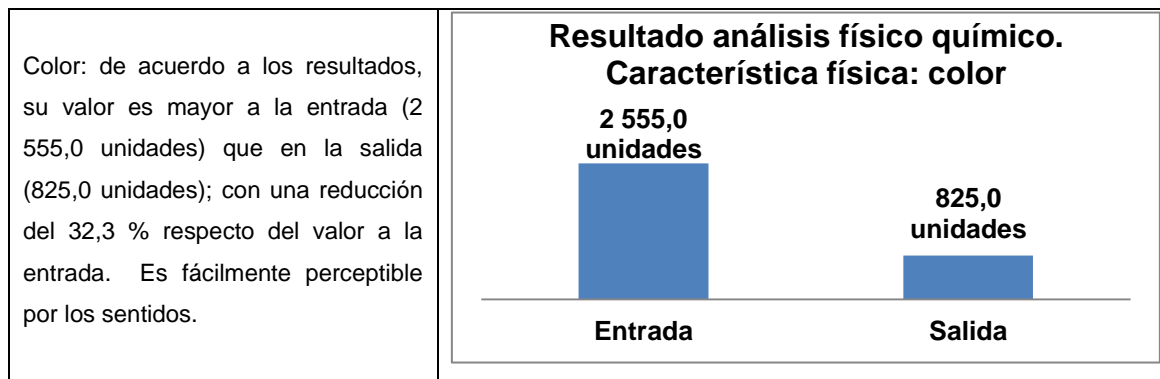 Color: de acuerdo a los resultados,
su valor es mayor a la entrada (2
555,0 unidades) que en la salida
(825,0 unidades); con una reducción
del 32,3 % respecto del valor a la
entrada. Es fácilmente perceptible
por los sentidos.
Resultado análisis físico químico.
Característica física: color
2 555,0
unidades
825,0
unidades
Entrada
Salida